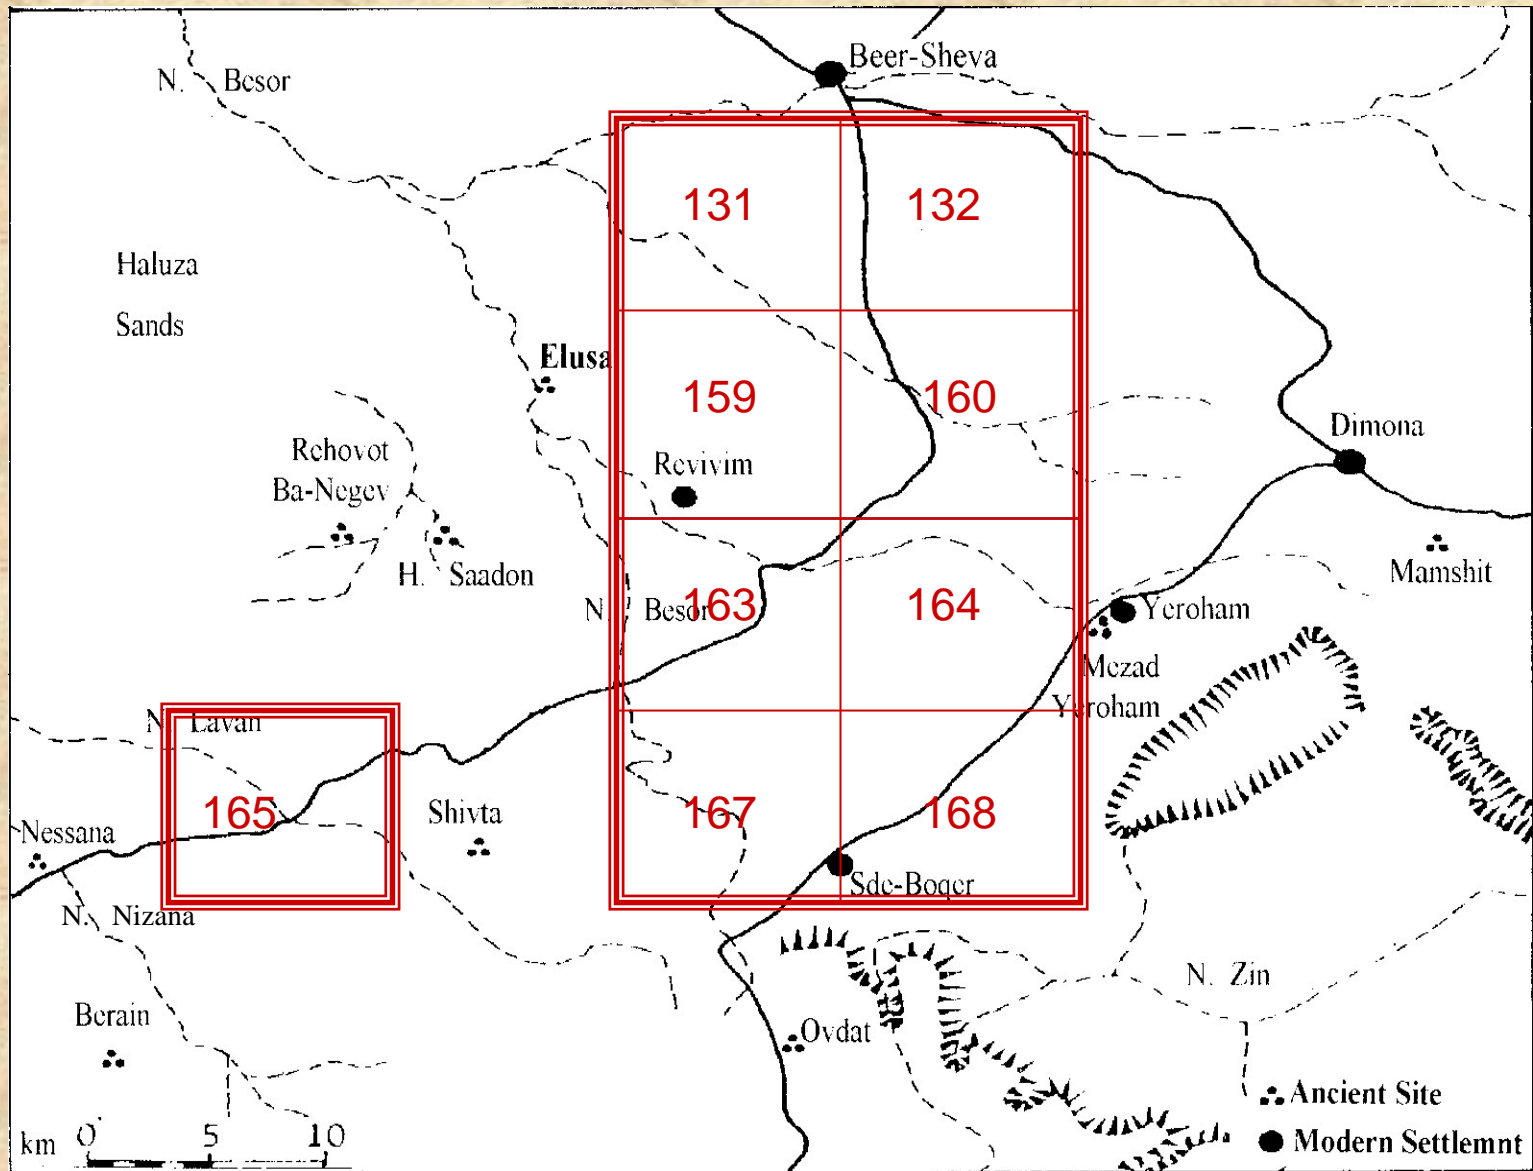 Beer-Sheva
N. Besor
131
132
Haluza
Sands
Elusa
159
160
Rehovot
Ba-Negev
Revivim
Dimona
H. Saadon
Mamshit
N. Besor
163
164
Yeroham
Mezad
Yeroham
N. Lavan
165
Shivta
167
168
Nessana
Sde-Boqer
N. Nizana
N. Zin
Berain
Ovdat
Ancient Site
Modern Settlemnt
km 0 5 10